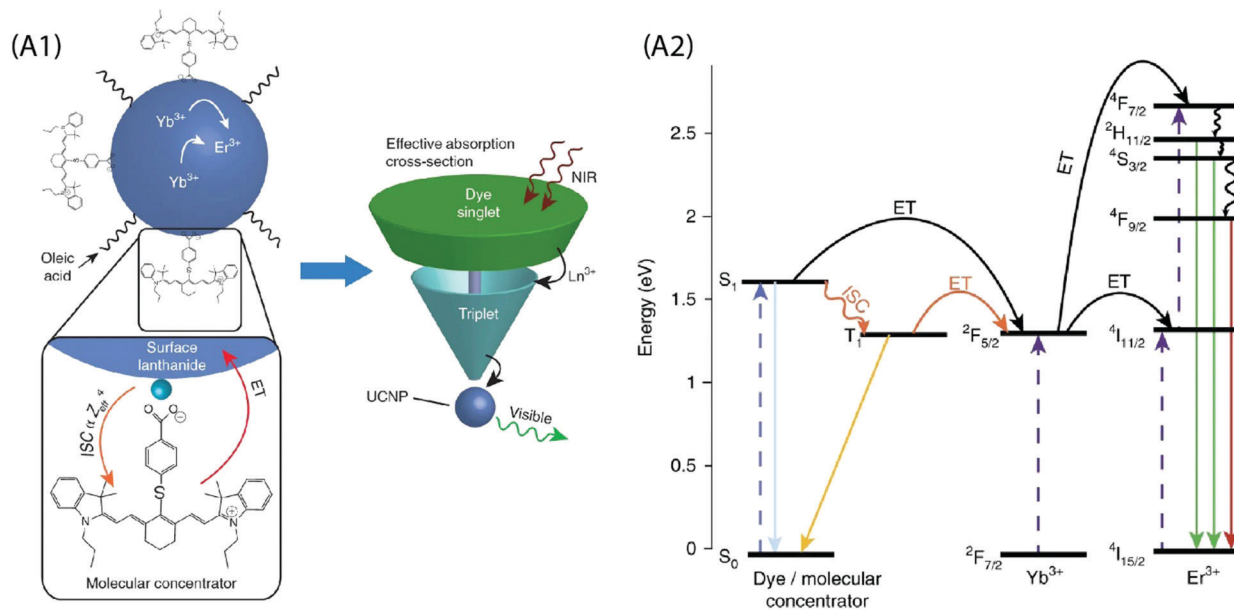 (A1)
Yb³⁺
Er³⁺
Yb³⁺
Oleic
acid
Surface
lanthanide
ISC α Z_eff⁴
ET
S
N
N
Molecular concentrator
Effective absorption
cross-section
NIR
Dye
singlet
Ln³⁺
Triplet
UCNP
Visible
(A2)
Energy (eV)
2.5
2
1.5
1
0.5
0
S₁
S₀
ISC
T₁
ET
ET
ET
ET
²F₅/₂
²F₇/₂
⁴F₇/₂
²H₁₁/₂
⁴S₃/₂
⁴F₉/₂
⁴I₁₁/₂
⁴I₁₅/₂
Dye / molecular
concentrator
Yb³⁺
Er³⁺